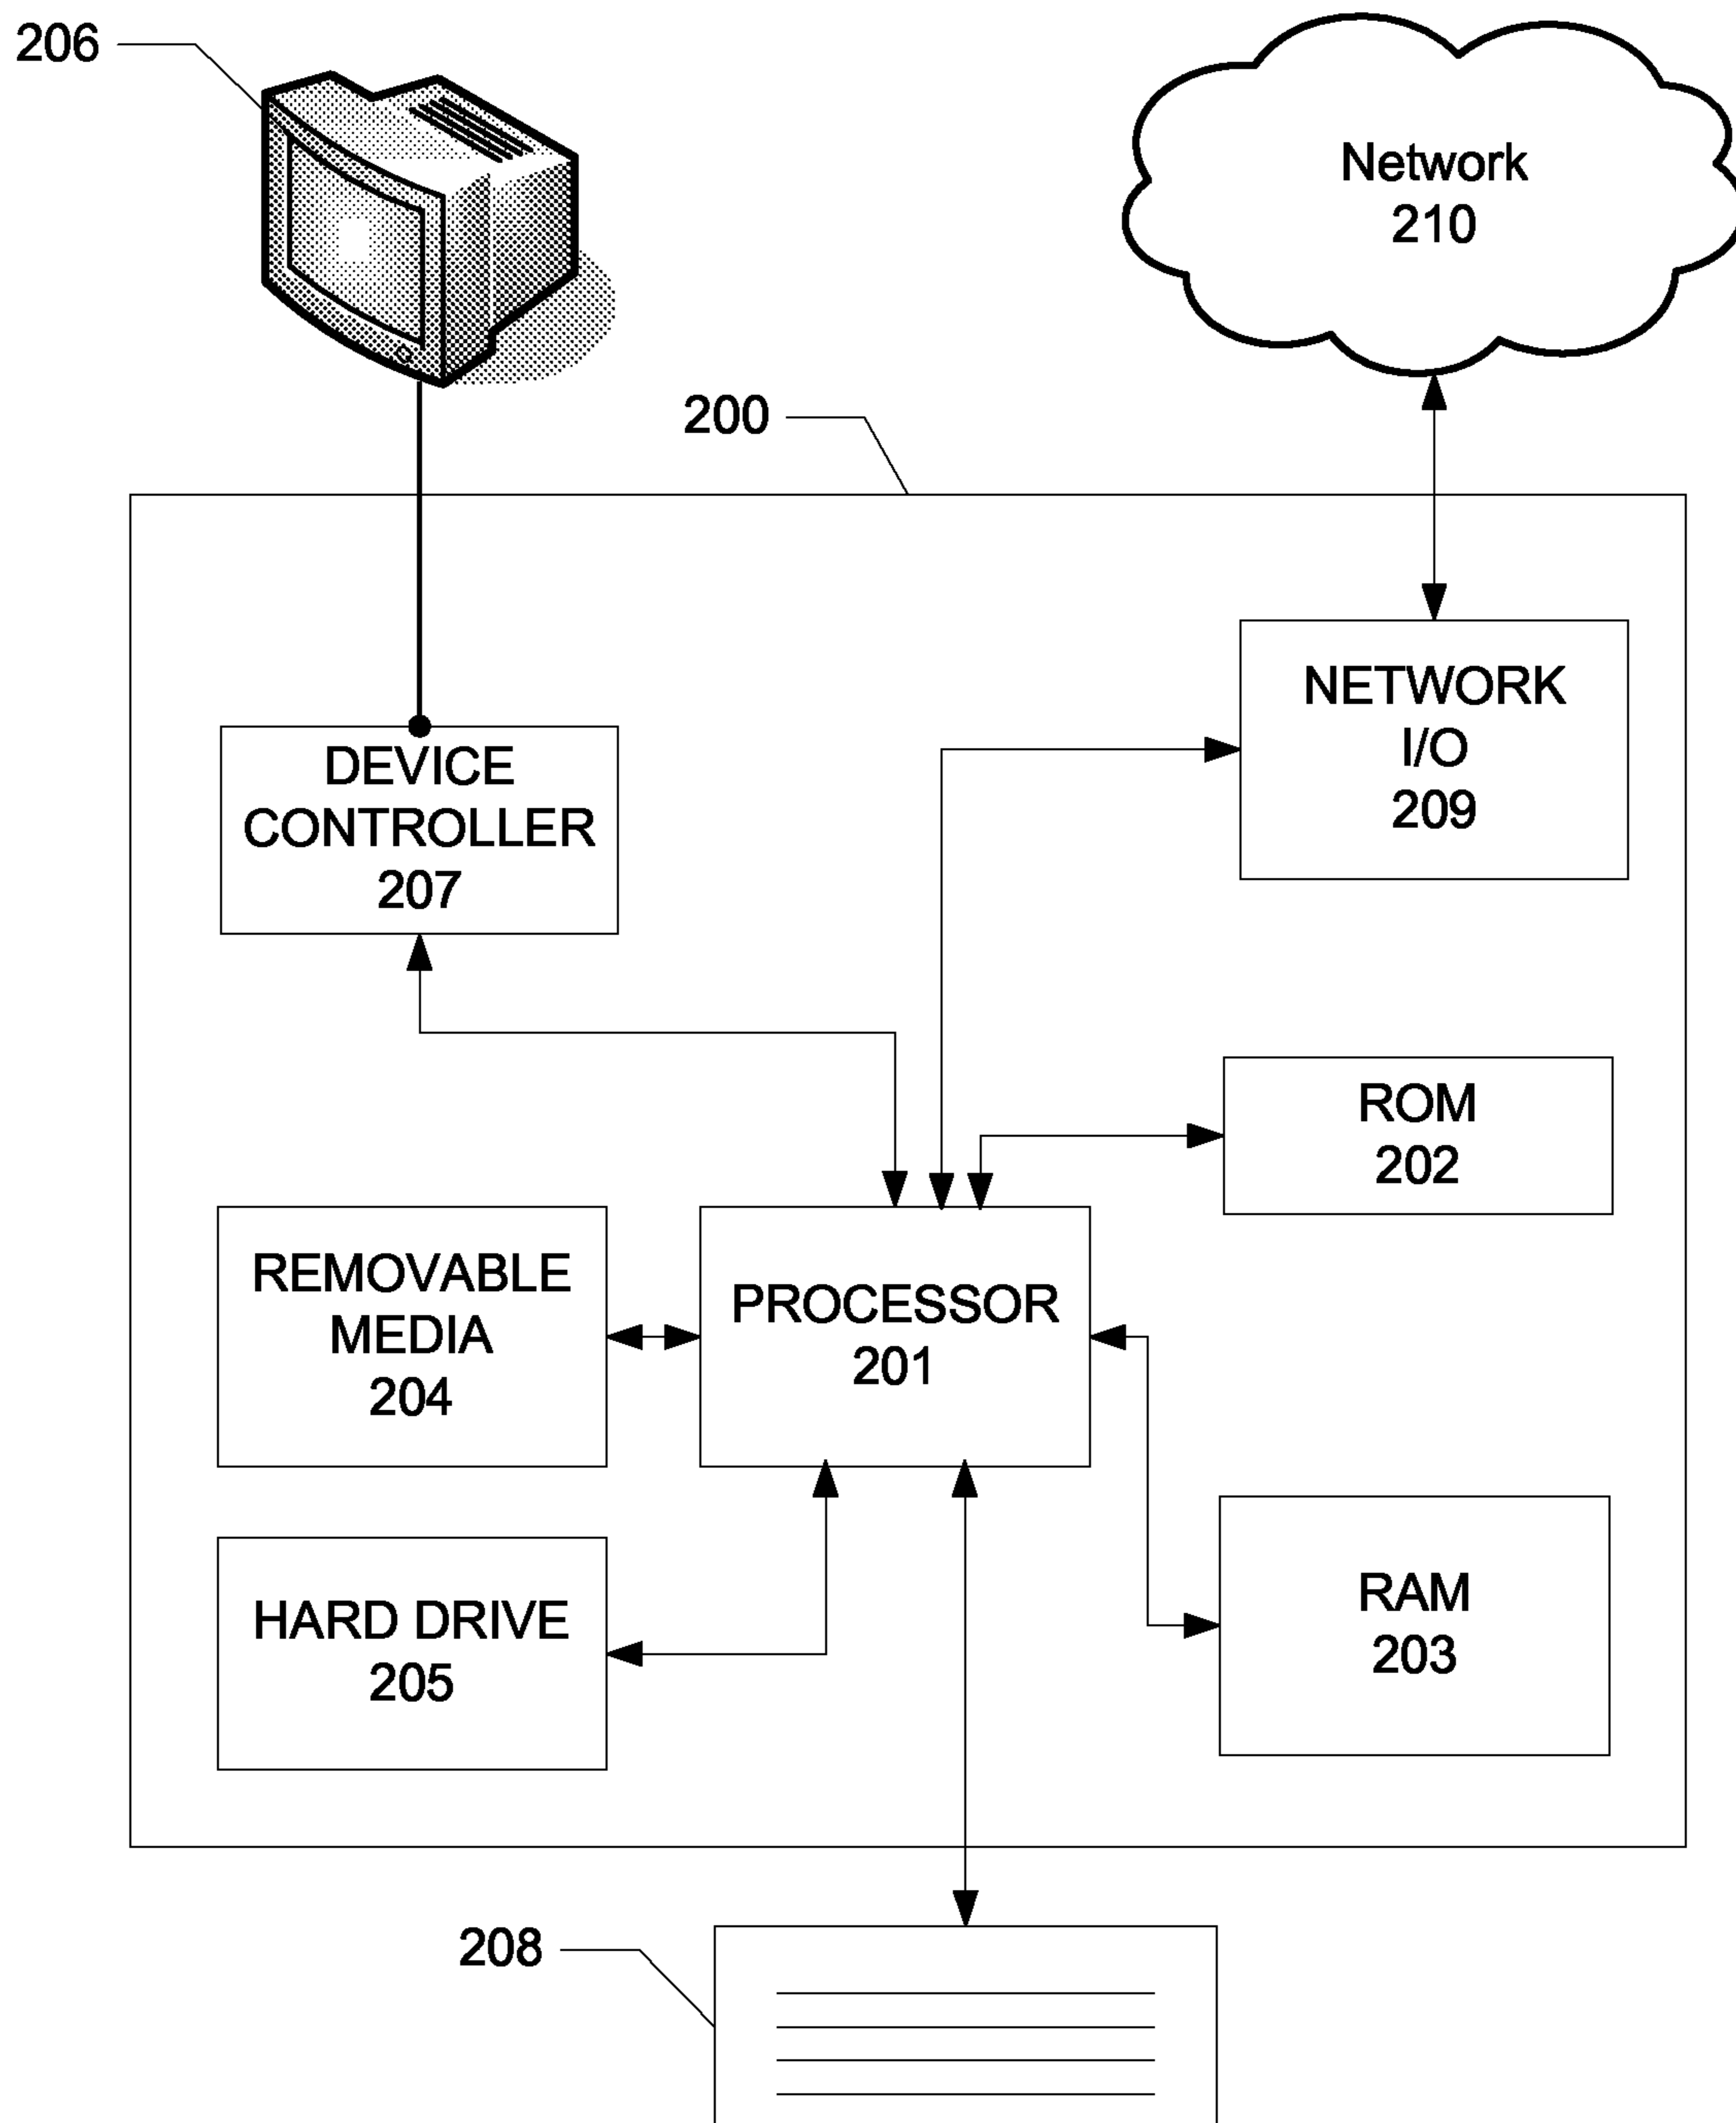 206
Network
210
200
NETWORK
I/O
209
DEVICE
CONTROLLER
207
ROM
202
REMOVABLE
MEDIA
204
PROCESSOR
201
HARD DRIVE
205
RAM
203
208